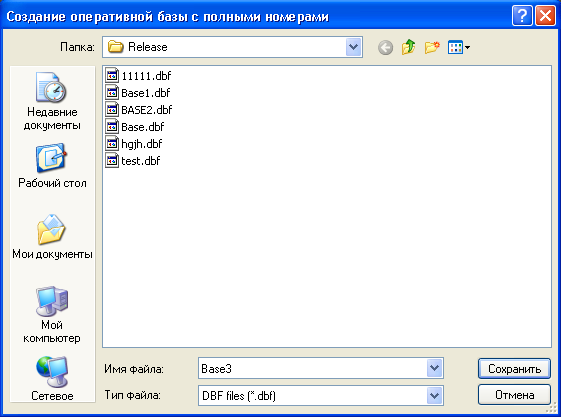 Создание оперативной базы с полными номерами
Папка:
Release
Недавние
документы
Рабочий стол
Мои документы
Мой
компьютер
Сетевое
11111.dbf
Base1.dbf
BASE2.dbf
Base.dbf
hgjh.dbf
test.dbf
Имя файла:
Base3
Сохранить
Тип файла:
DBF files (*.dbf)
Отмена